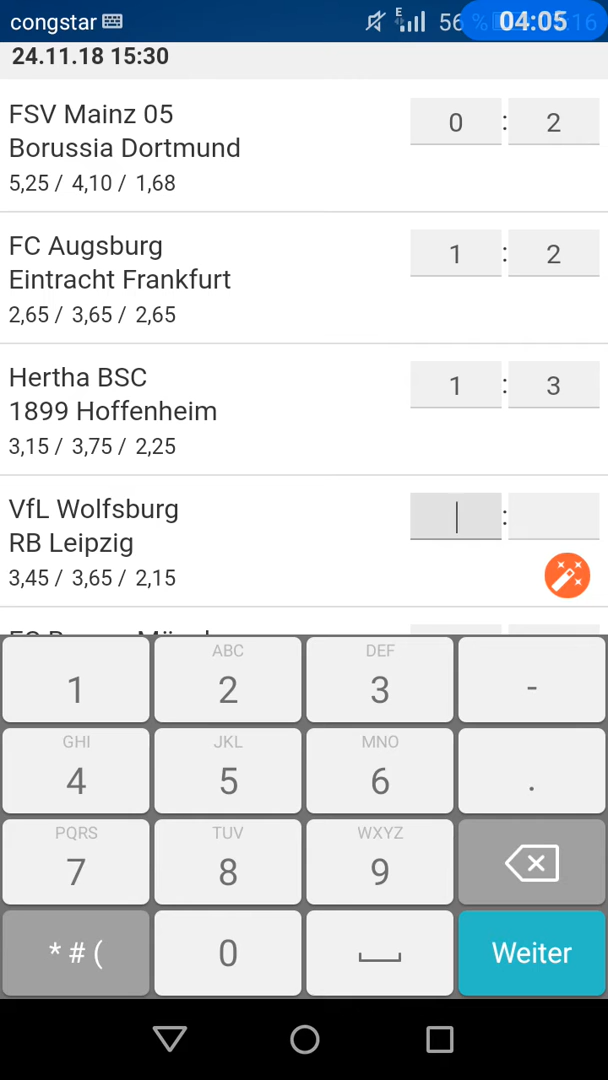 congstar
E
56 % 04:05 16
24.11.18 15:30
FSV Mainz 05
Borussia Dortmund
5,25 / 4,10 / 1,68
0 : 2
FC Augsburg
Eintracht Frankfurt
2,65 / 3,65 / 2,65
1 : 2
Hertha BSC
1899 Hoffenheim
3,15 / 3,75 / 2,25
1 : 3
VfL Wolfsburg
RB Leipzig
3,45 / 3,65 / 2,15
:
1
ABC
2
DEF
3
-
GHI
4
JKL
5
MNO
6
.
PQRS
7
TUV
8
WXYZ
9
* # (
0
Weiter